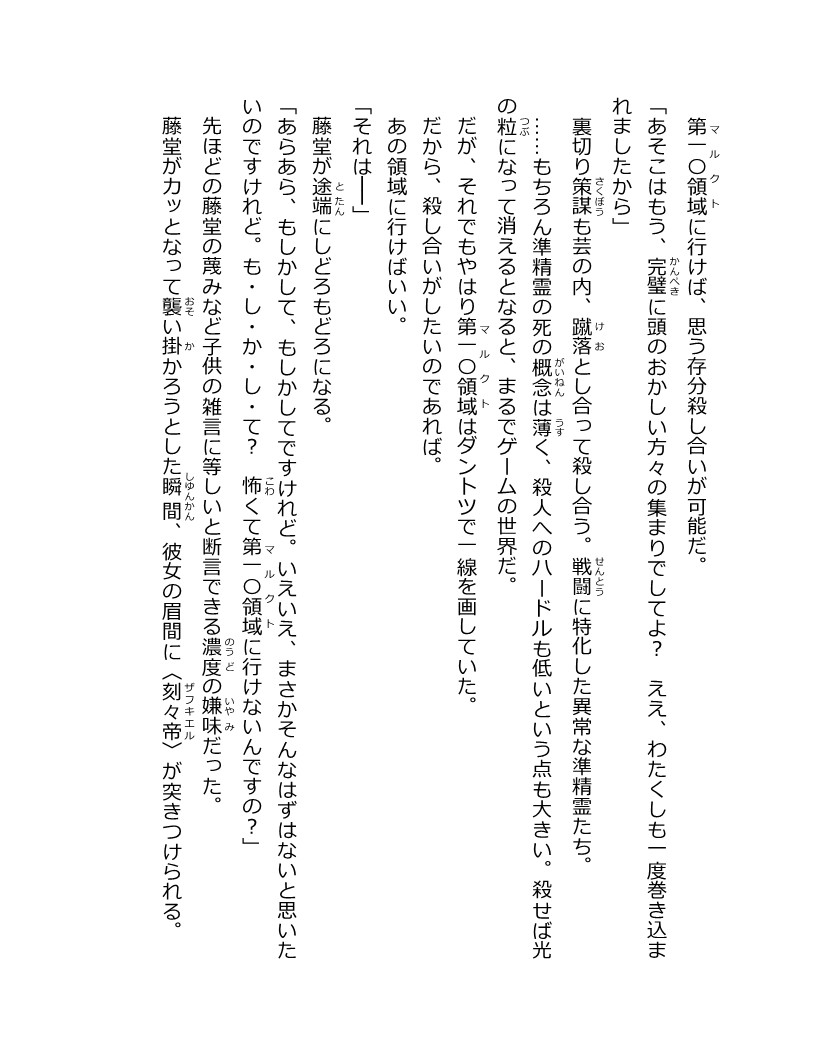 第一〇領域に行けば、思う存分殺し合いが可能だ。
「あそこはもう、完璧に頭のおかしい方々の集まりでしてよ？　ええ、わたくしも一度巻き込ま
れましたから」
裏切り策謀も芸の内、蹴落とし合って殺し合う。戦闘に特化した異常な準精霊たち。
……もちろん準精霊の死の概念は薄く、殺人へのハードルも低いという点も大きい。殺せば光
の粒になって消えるとなると、まるでゲームの世界だ。
だが、それでもやはり第一〇領域はダントツで一線を画していた。
だから、殺し合いがしたいのであれば。
あの領域に行けばいい。
「それは――」
藤堂が途端にしどろもどろになる。
「あらあら、もしかして、もしかしてですけれど。いえいえ、まさかそんなはずはないと思いた
いのですけれど。も・し・か・し・て？　怖くて第一〇領域に行けないんですの？」
先ほどの藤堂の蔑みなど子供の雑言に等しいと断言できる濃度の嫌味だった。
藤堂がカッとなって襲い掛かろうとした瞬間、彼女の眉間に〈刻々帝〉が突きつけられる。